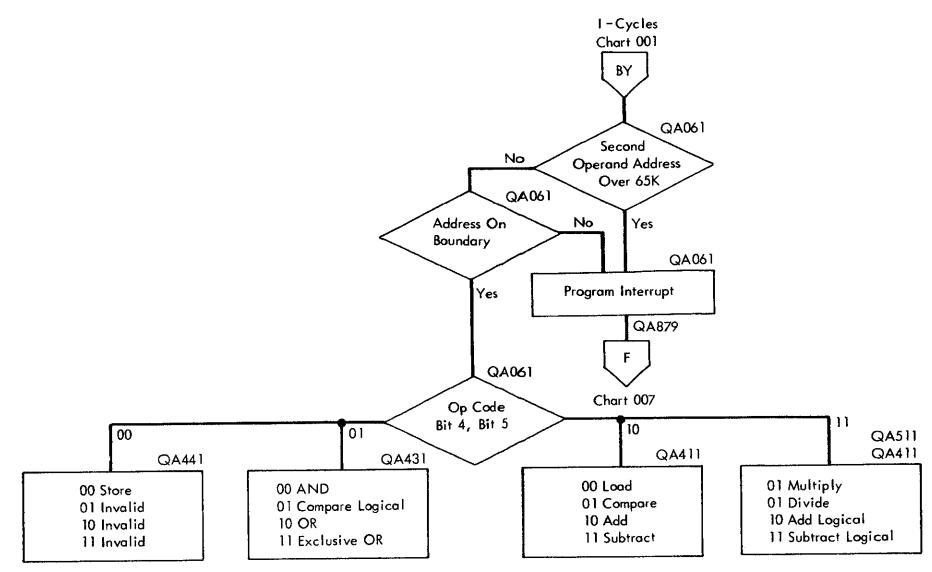 I-Cycles
Chart 001
BY
QA061
Second
Operand Address
Over 65K
No
Yes
QA061
Address On
Boundary
No
Yes
QA061
Program Interrupt
QA879
F
Chart 007
QA061
Op Code
Bit 4, Bit 5
00
01
10
11
QA441
00 Store
01 Invalid
10 Invalid
11 Invalid
QA431
00 AND
01 Compare Logical
10 OR
11 Exclusive OR
QA411
00 Load
01 Compare
10 Add
11 Subtract
QA511
QA411
01 Multiply
01 Divide
10 Add Logical
11 Subtract Logical